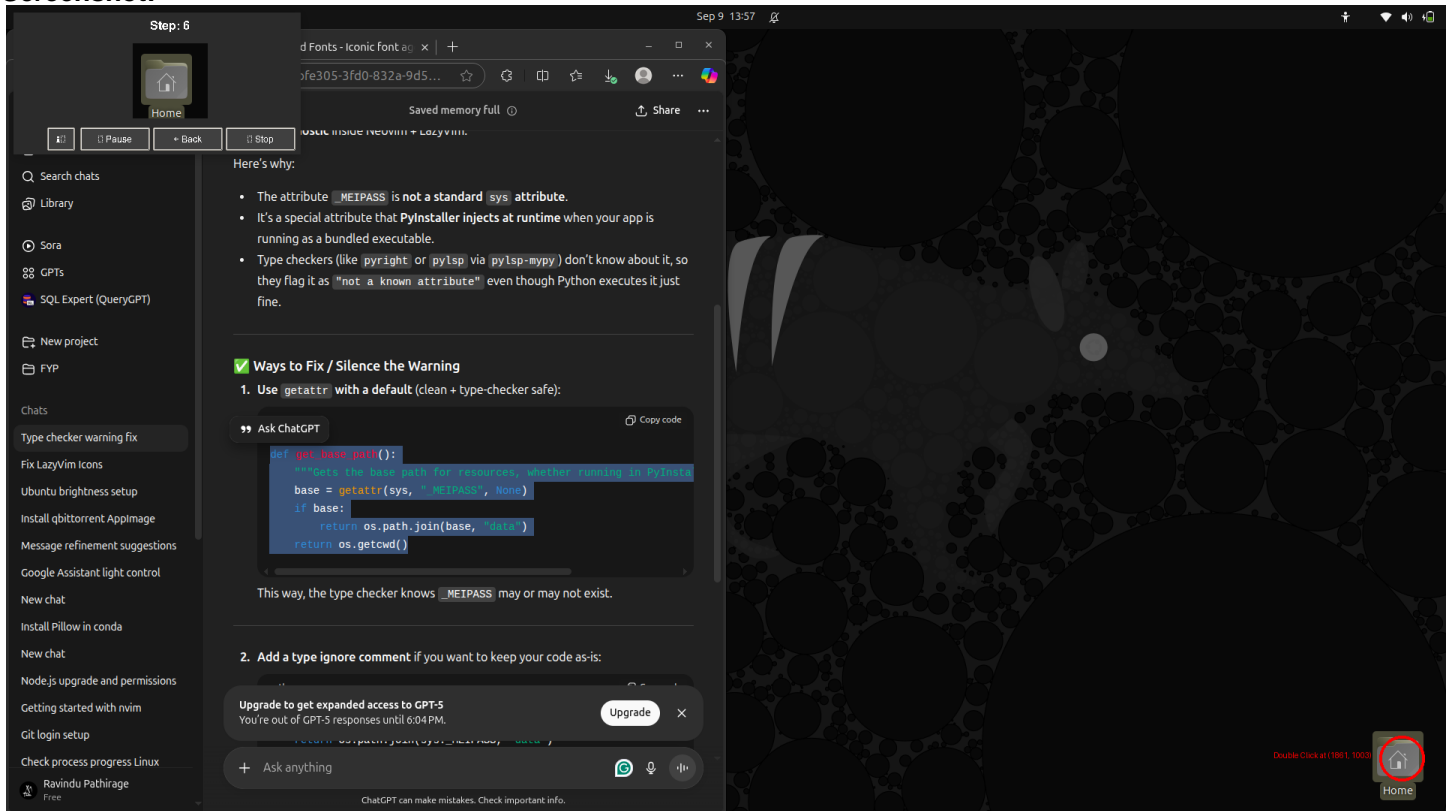 Sep 9 13:57
Step: 6
Home
Pause
Back
Stop
d Fonts - Iconic font ag
ofe305-3fd0-832a-9d5...
Saved memory full
Share
nostic inside Neovim + LazyVim.
Search chats
Library
Sora
GPTs
SQL Expert (QueryGPT)
New project
FYP
Chats
Type checker warning fix
Fix LazyVim Icons
Ubuntu brightness setup
Install qbittorrent AppImage
Message refinement suggestions
Google Assistant light control
New chat
Install Pillow in conda
New chat
Node.js upgrade and permissions
Getting started with nvim
Git login setup
Check process progress Linux
Ravindu Pathirage
Free
Here's why:
• The attribute _MEIPASS is not a standard sys attribute.
• It's a special attribute that PyInstaller injects at runtime when your app is
running as a bundled executable.
• Type checkers (like pyright or pylsp via pylsp-mypy) don't know about it, so
they flag it as "not a known attribute" even though Python executes it just
fine.
✅ Ways to Fix / Silence the Warning
1. Use getattr with a default (clean + type-checker safe):
Copy code
Ask ChatGPT
def get_base_path():
"""Gets the base path for resources, whether running in PyInsta
base = getattr(sys, "_MEIPASS", None)
if base:
return os.path.join(base, "data")
return os.getcwd()
This way, the type checker knows _MEIPASS may or may not exist.
2. Add a type ignore comment if you want to keep your code as-is:
Upgrade to get expanded access to GPT-5
You're out of GPT-5 responses until 6:04 PM.
Upgrade
return os.path.join(sys._MEIPASS, "data")
Ask anything
ChatGPT can make mistakes. Check important info.
Double Click at (1861, 1003)
Home